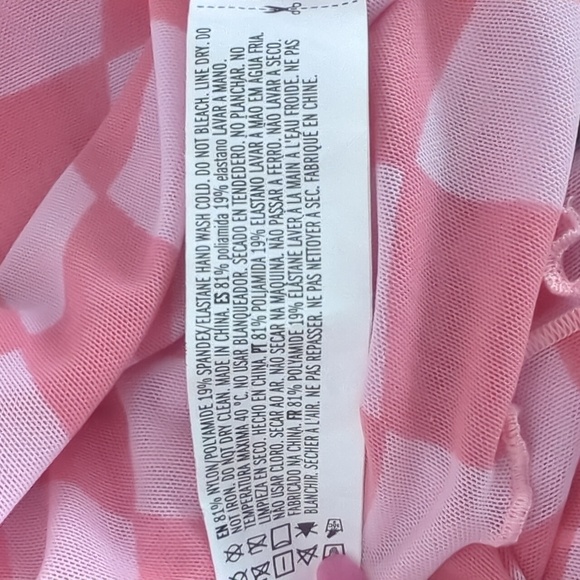 EN 81% NYLON/POLYAMIDE 19% SPANDEX/ELASTANE HAND WASH COLD. DO NOT BLEACH. LINE DRY. DO
NOT IRON. DO NOT DRY CLEAN. MADE IN CHINA. ES 81% poliamida 19% elastano LAVAR A MANO.
TEMPERATURA MAXIMA 40 °C. NO USAR BLANQUEADOR. SECADO EN TENDEDERO. NO PLANCHAR. NO
LIMPIEZA EN SECO. HECHO EN CHINA. PT 81% POLIAMIDA 19% ELASTANO LAVAR À MÃO EM ÁGUA FRIA.
NÃO USAR CLORO. SECAR AO AR. NÃO SECAR NA MÁQUINA. NÃO PASSAR A FERRO. NÃO LAVAR A SECO.
FABRICADO NA CHINA. FR 81% POLYAMIDE 19% ÉLASTANE LAVER À LA MAIN À L'EAU FROIDE. NE PAS
BLANCHIR. SÉCHER À L'AIR. NE PAS REPASSER. NE PAS NETTOYER À SEC. FABRIQUÉ EN CHINE.